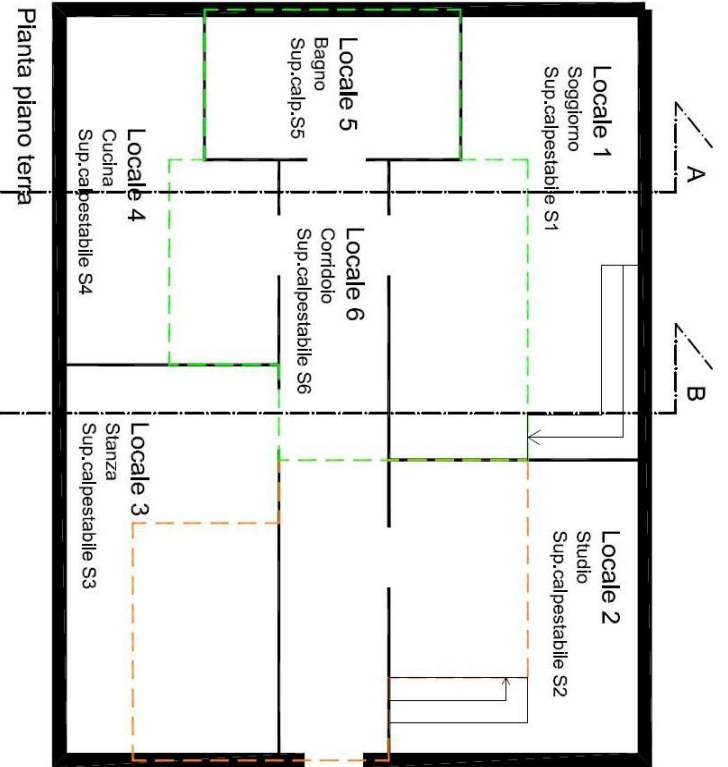 Locale 1
Soggiorno
Sup.calpestabile S1
A
Locale 5
Bagno
Sup.calp.S5
Locale 4
Cucina
Sup.calpestabile S4
Locale 6
Corridoio
Sup.calpestabile S6
B
Locale 2
Studio
Sup.calpestabile S2
Locale 3
Stanza
Sup.calpestabile S3
Pianta piano terra